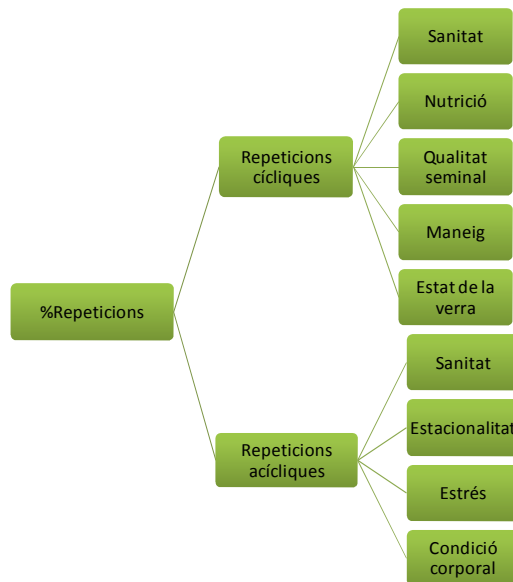 %Repeticions
Repeticions
cícliques
Sanitat
Nutrició
Qualitat
seminal
Maneig
Estat de la
verra
Repeticions
acícliques
Sanitat
Estacionalitat
Estrés
Condició
corporal